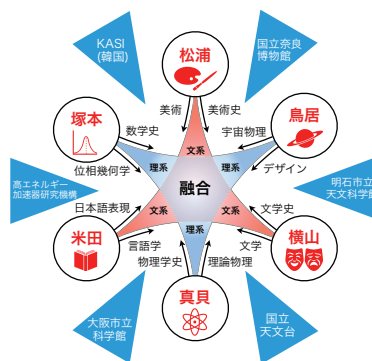 KASI
(韓国)
松浦
国立奈良
博物館
塚本
美術
美術史
鳥居
数学史
宇宙物理
文系
位相幾何学
理系
理系
デザイン
高エネルギー
加速器研究機構
融合
明石市立
天文科学館
日本語表現
文系
文系
文学史
米田
理系
横山
言語学
文学
物理学史
理論物理
真貝
大阪市立
科学館
国立
天文台